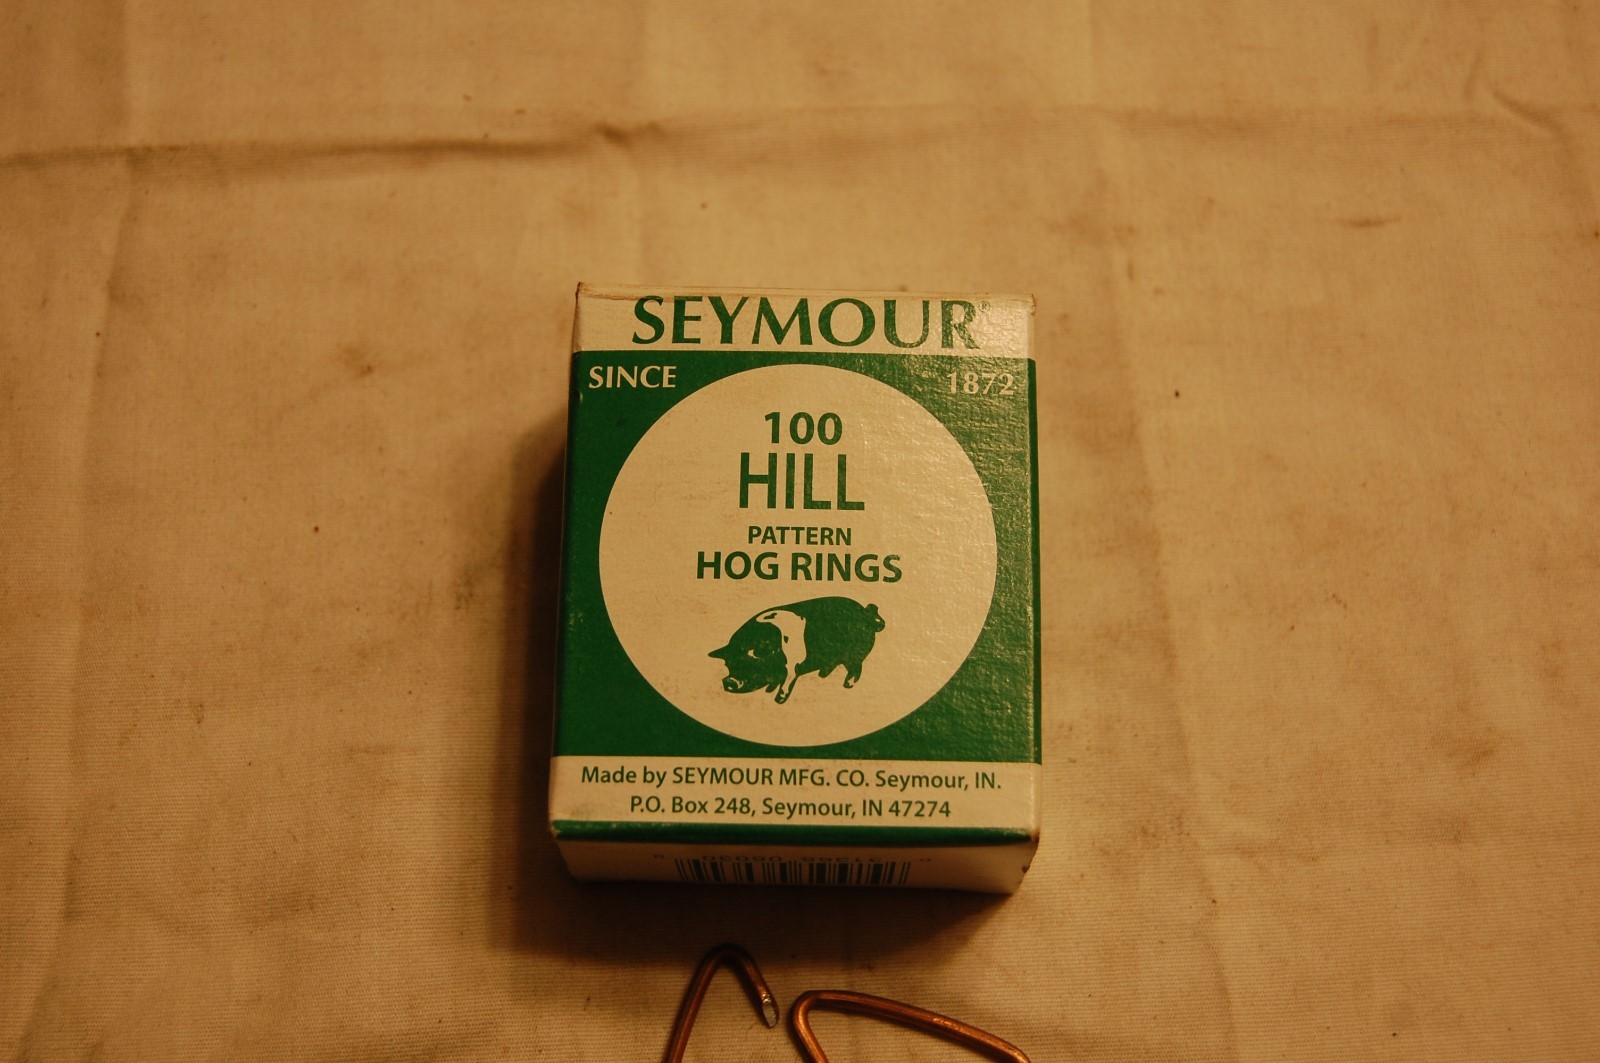 SEYMOUR®
SINCE 1872
100
HILL
PATTERN
HOG RINGS
Made by SEYMOUR MFG. CO. Seymour, IN.
P.O. Box 248, Seymour, IN 47274